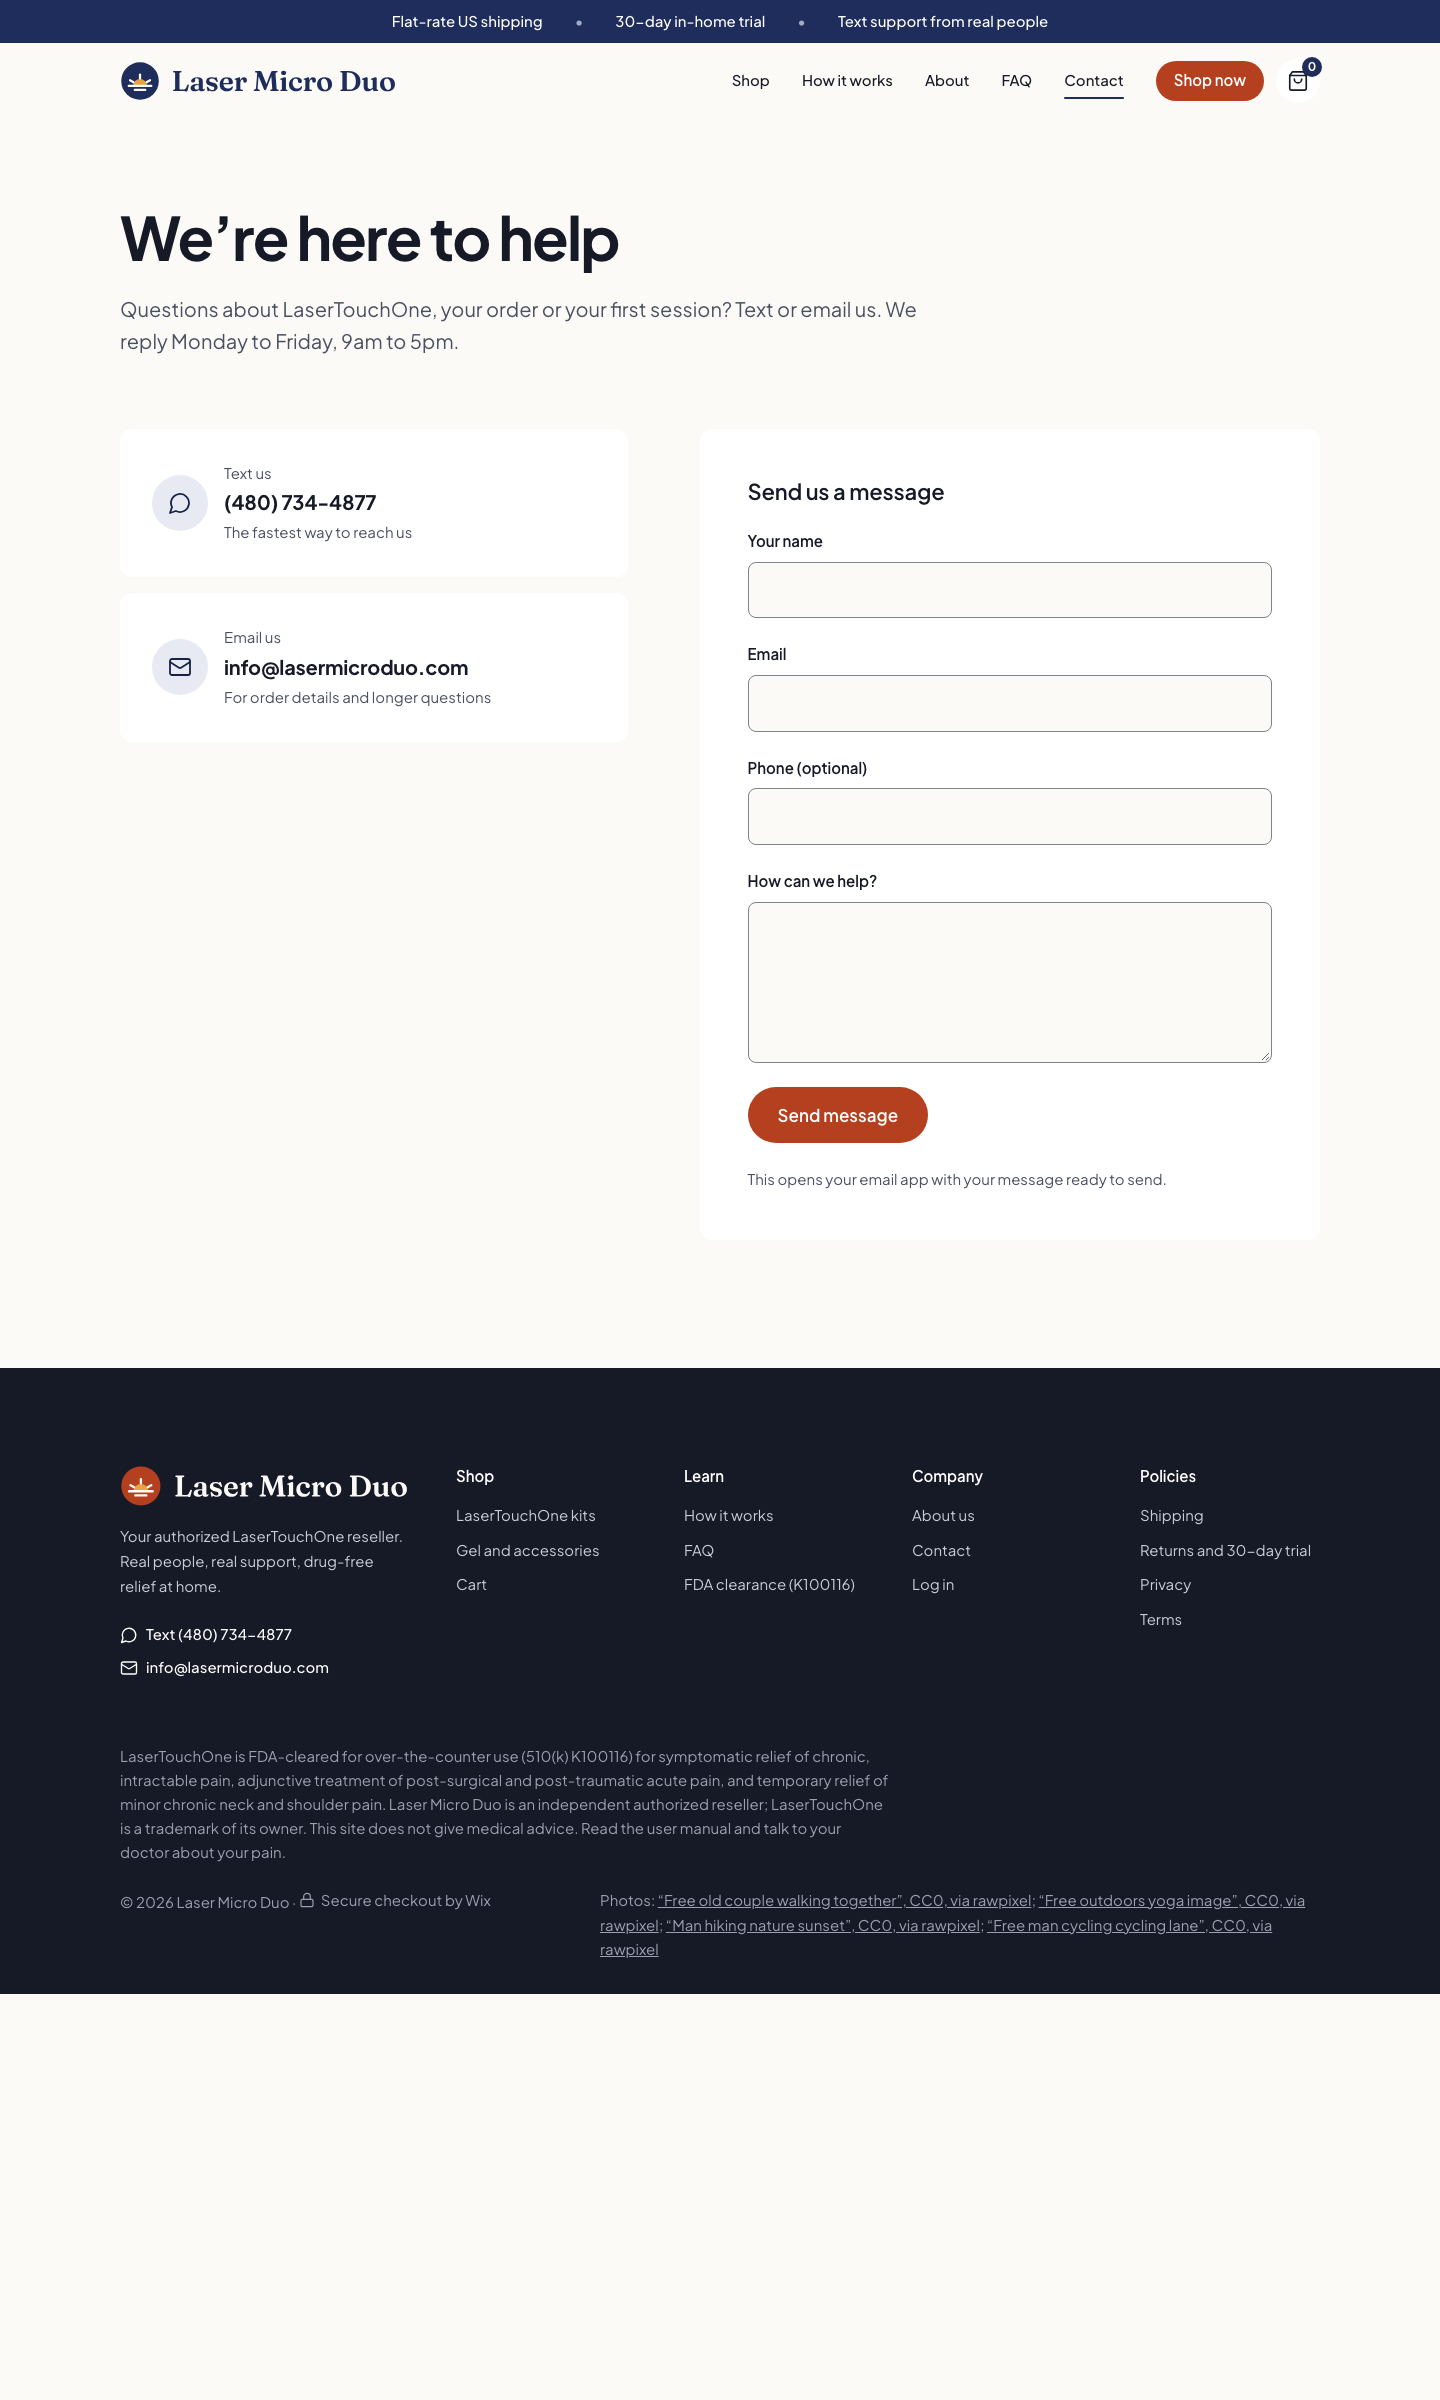 Flat-rate US shipping • 30-day in-home trial • Text support from real people
Laser Micro Duo
Shop
How it works
About
FAQ
Contact
Shop now
0
We’re here to help
Questions about LaserTouchOne, your order or your first session? Text or email us. We
reply Monday to Friday, 9am to 5pm.
Text us
(480) 734-4877
The fastest way to reach us
Email us
info@lasermicroduo.com
For order details and longer questions
Send us a message
Your name
Email
Phone (optional)
How can we help?
Send message
This opens your email app with your message ready to send.
Laser Micro Duo
Your authorized LaserTouchOne reseller.
Real people, real support, drug-free
relief at home.
Text (480) 734-4877
info@lasermicroduo.com
Shop
LaserTouchOne kits
Gel and accessories
Cart
Learn
How it works
FAQ
FDA clearance (K100116)
Company
About us
Contact
Log in
Policies
Shipping
Returns and 30-day trial
Privacy
Terms
LaserTouchOne is FDA-cleared for over-the-counter use (510(k) K100116) for symptomatic relief of chronic,
intractable pain, adjunctive treatment of post-surgical and post-traumatic acute pain, and temporary relief of
minor chronic neck and shoulder pain. Laser Micro Duo is an independent authorized reseller; LaserTouchOne
is a trademark of its owner. This site does not give medical advice. Read the user manual and talk to your
doctor about your pain.
© 2026 Laser Micro Duo · Secure checkout by Wix
Photos: “Free old couple walking together”, CC0, via rawpixel; “Free outdoors yoga image”, CC0, via
rawpixel; “Man hiking nature sunset”, CC0, via rawpixel; “Free man cycling cycling lane”, CC0, via
rawpixel